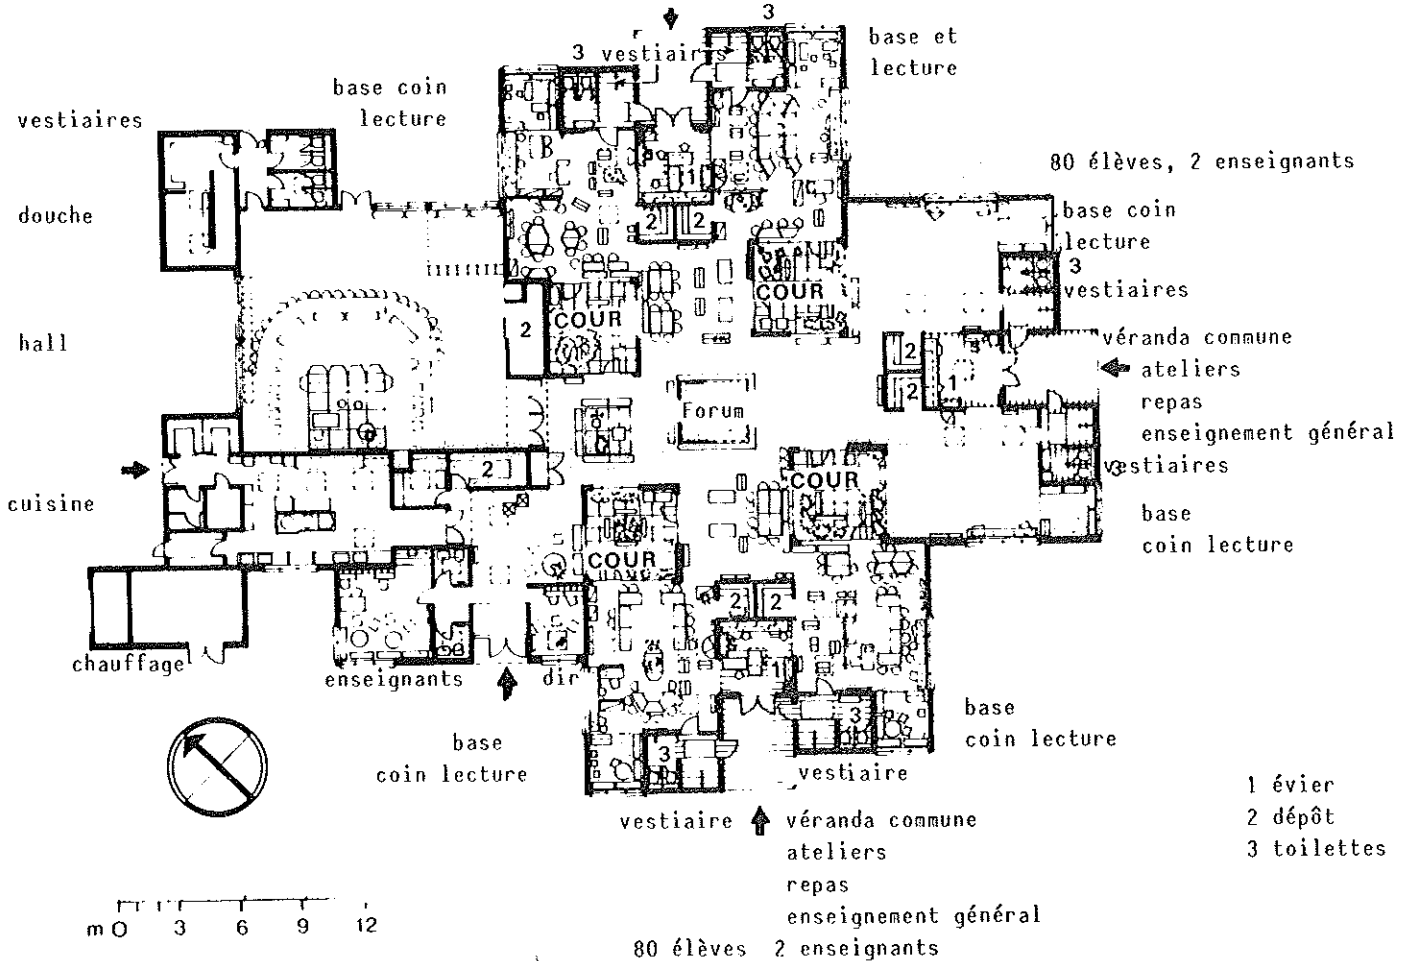 3
3 vestiaires
base et
lecture
base coin
lecture
vestiaires
80 élèves, 2 enseignants
1
douche
2 2
base coin
lecture
3
vestiaires
COUR
COUR
2
hall
véranda commune
ateliers
repas
enseignement général
vestiaires
3
2
2
1
Forum
2
COUR
cuisine
base
coin lecture
COUR
2 2
1
chauffage
enseignants
dir
3
base
coin lecture
base
coin lecture
3
vestiaire
vestiaire
véranda commune
ateliers
repas
enseignement général
80 élèves 2 enseignants
1 évier
2 dépôt
3 toilettes
m 0 3 6 9 12